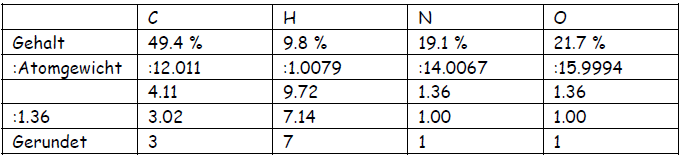 C H N O
Gehalt 49.4 % 9.8 % 19.1 % 21.7 %
:Atomgewicht :12.011 :1.0079 :14.0067 :15.9994
4.11 9.72 1.36 1.36
:1.36 3.02 7.14 1.00 1.00
Gerundet 3 7 1 1